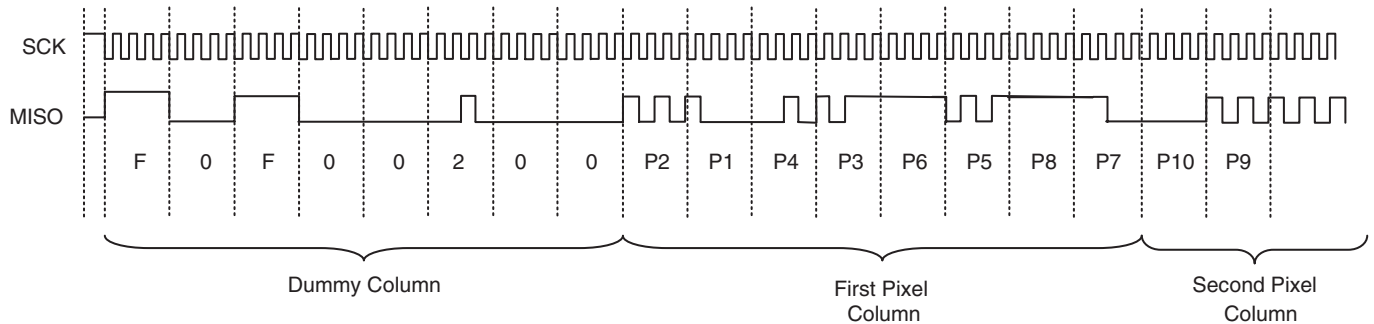 SCK
MISO
F 0 F 0 0 2 0 0 P2 P1 P4 P3 P6 P5 P8 P7 P10 P9
Dummy Column
First Pixel
Column
Second Pixel
Column